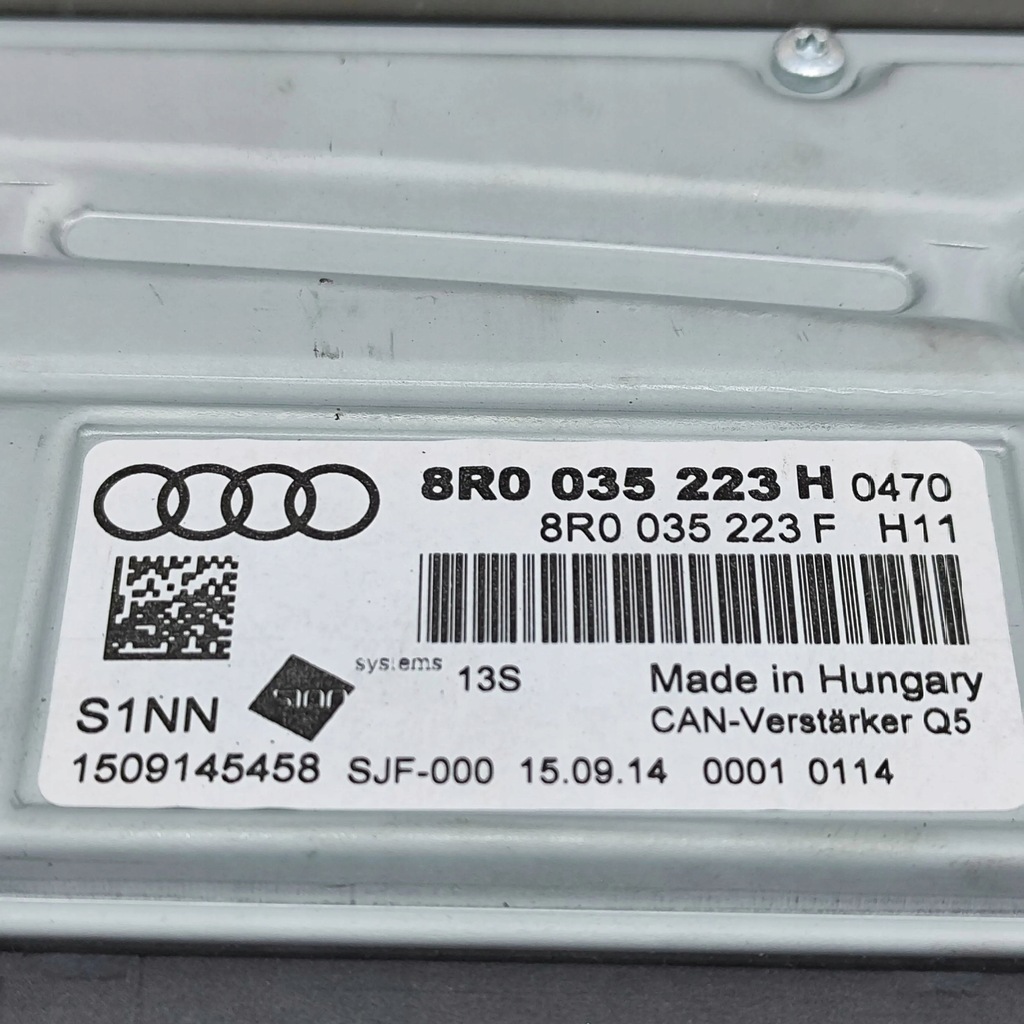 8R0 035 223 H 0470
8R0 035 223 F H11
systems 13S
Made in Hungary
S1NN
CAN-Verstärker Q5
1509145458 SJF-000 15.09.14 0001 0114